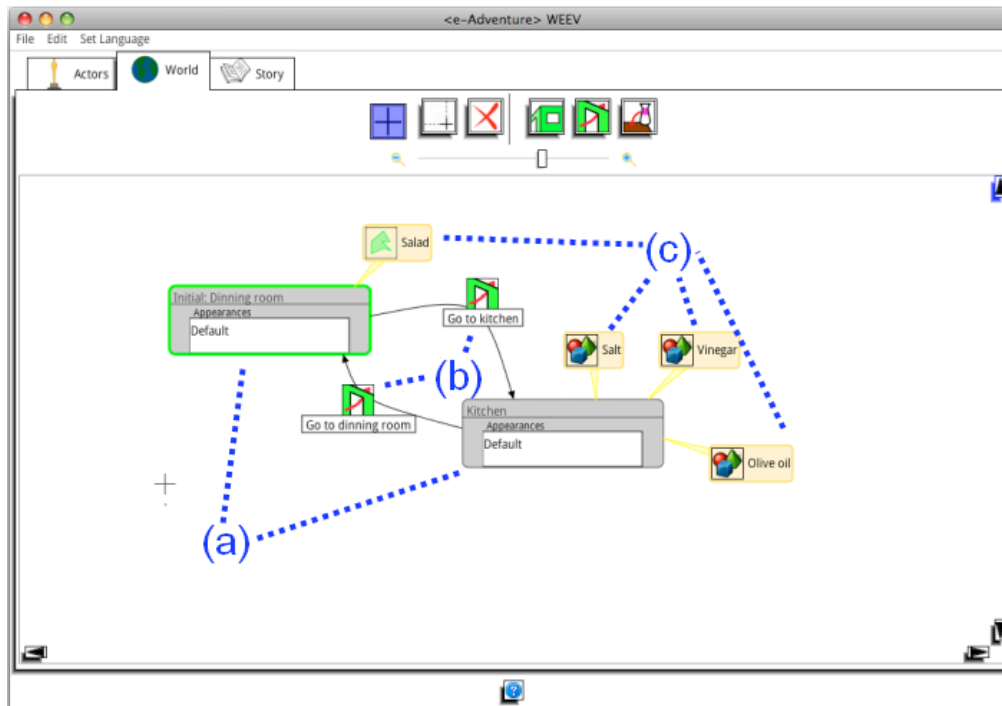 <e-Adventure> WEEV
File Edit Set Language
Actors World Story
Salad
(c)
Initial: Dinning room
Appearances
Default
Go to kitchen
Salt
Vinegar
(b)
Go to dinning room
Kitchen
Appearances
Default
Olive oil
(a)
?